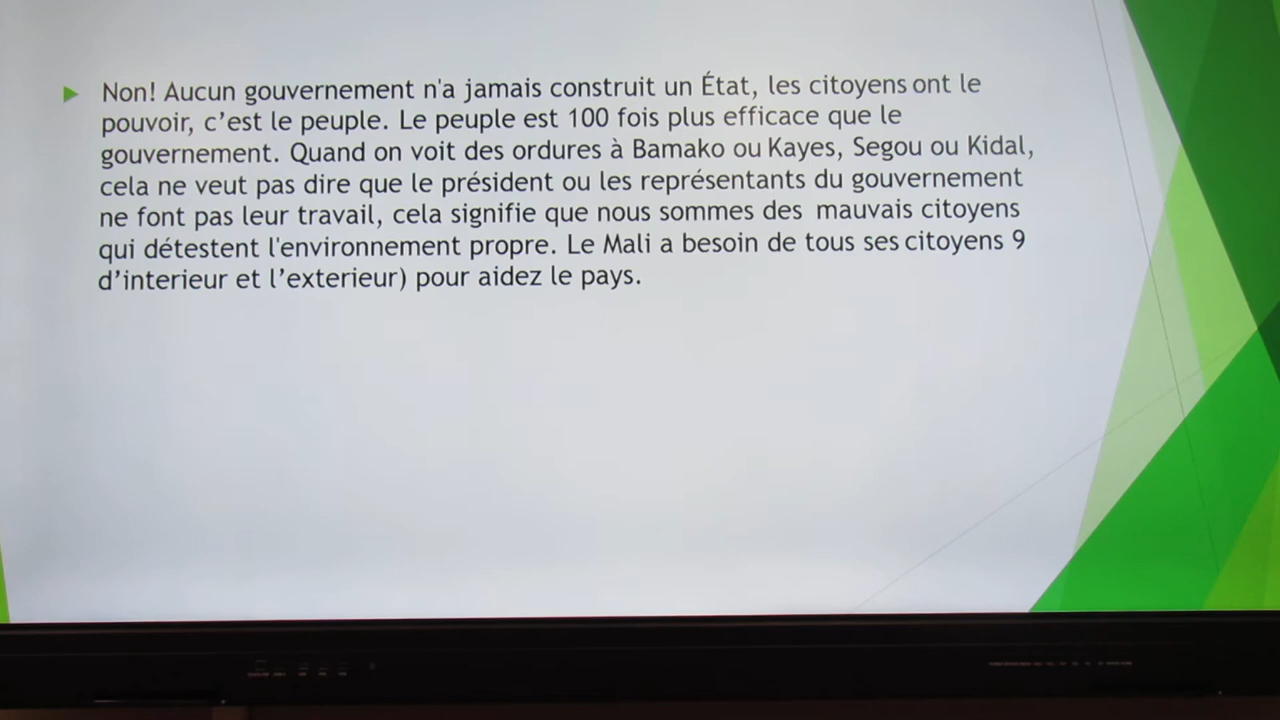 Non! Aucun gouvernement n'a jamais construit un État, les citoyens ont le
pouvoir, c’est le peuple. Le peuple est 100 fois plus efficace que le
gouvernement. Quand on voit des ordures à Bamako ou Kayes, Segou ou Kidal,
cela ne veut pas dire que le président ou les représentants du gouvernement
ne font pas leur travail, cela signifie que nous sommes des mauvais citoyens
qui détestent l'environnement propre. Le Mali a besoin de tous ses citoyens 9
d’interieur et l’exterieur) pour aidez le pays.